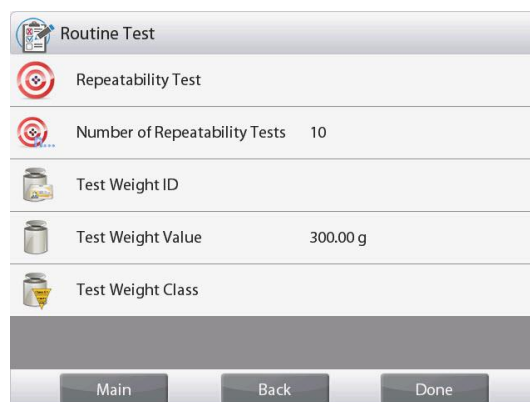 Routine Test
Repeatability Test
Number of Repeatability Tests 10
Test Weight ID
Test Weight Value 300.00 g
Test Weight Class
Main Back Done